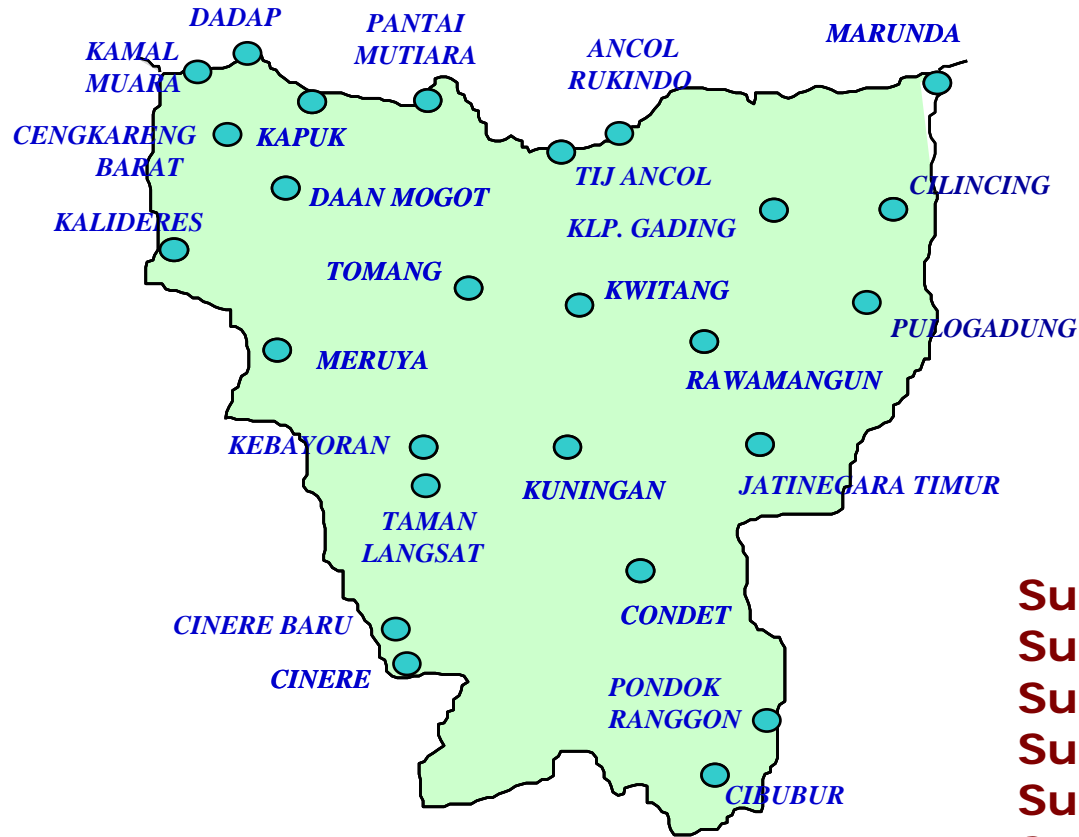 DADAP
PANTAI
MUTIARA
MARUNDA
KAMAL
MUARA
ANCOL
RUKINDO
CENGKARENG
BARAT
KAPUK
TIJ ANCOL
DAAN MOGOT
CILINCING
KALIDERES
KLP. GADING
TOMANG
KWITANG
PULOGADUNG
MERUYA
RAWAMANGUN
KEBAYORAN
KUNINGAN
JATINEGARA TIMUR
TAMAN
LANGSAT
CONDET
CINERE BARU
CINERE
PONDOK
RANGGON
CIBUBUR
Su
Su
Su
Su
Su